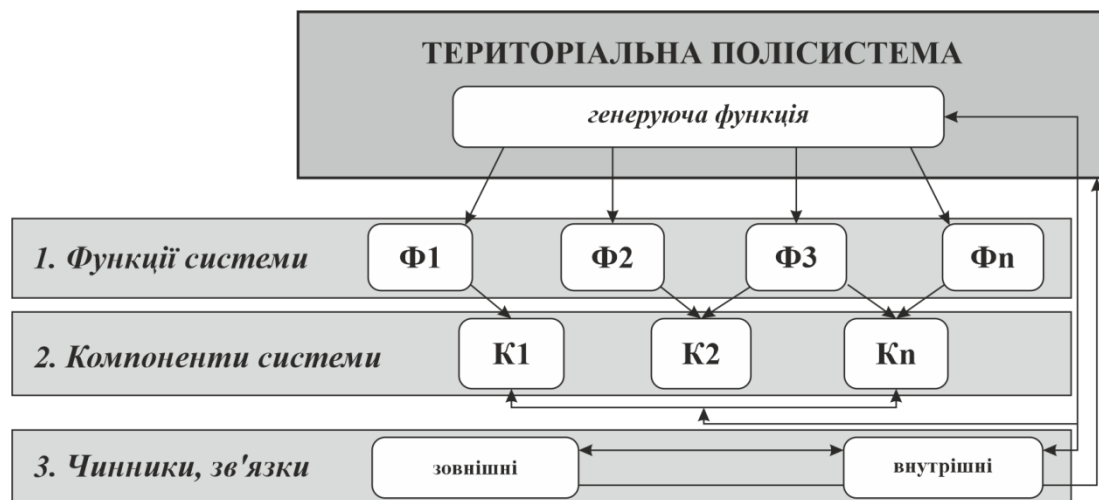 ТЕРИТОРІАЛЬНА ПОЛІСИСТЕМА
генеруюча функція
1. Функції системи
Ф1
Ф2
Ф3
Фn
2. Компоненти системи
К1
К2
Кn
3. Чинники, зв'язки
зовнішні
внутрішні